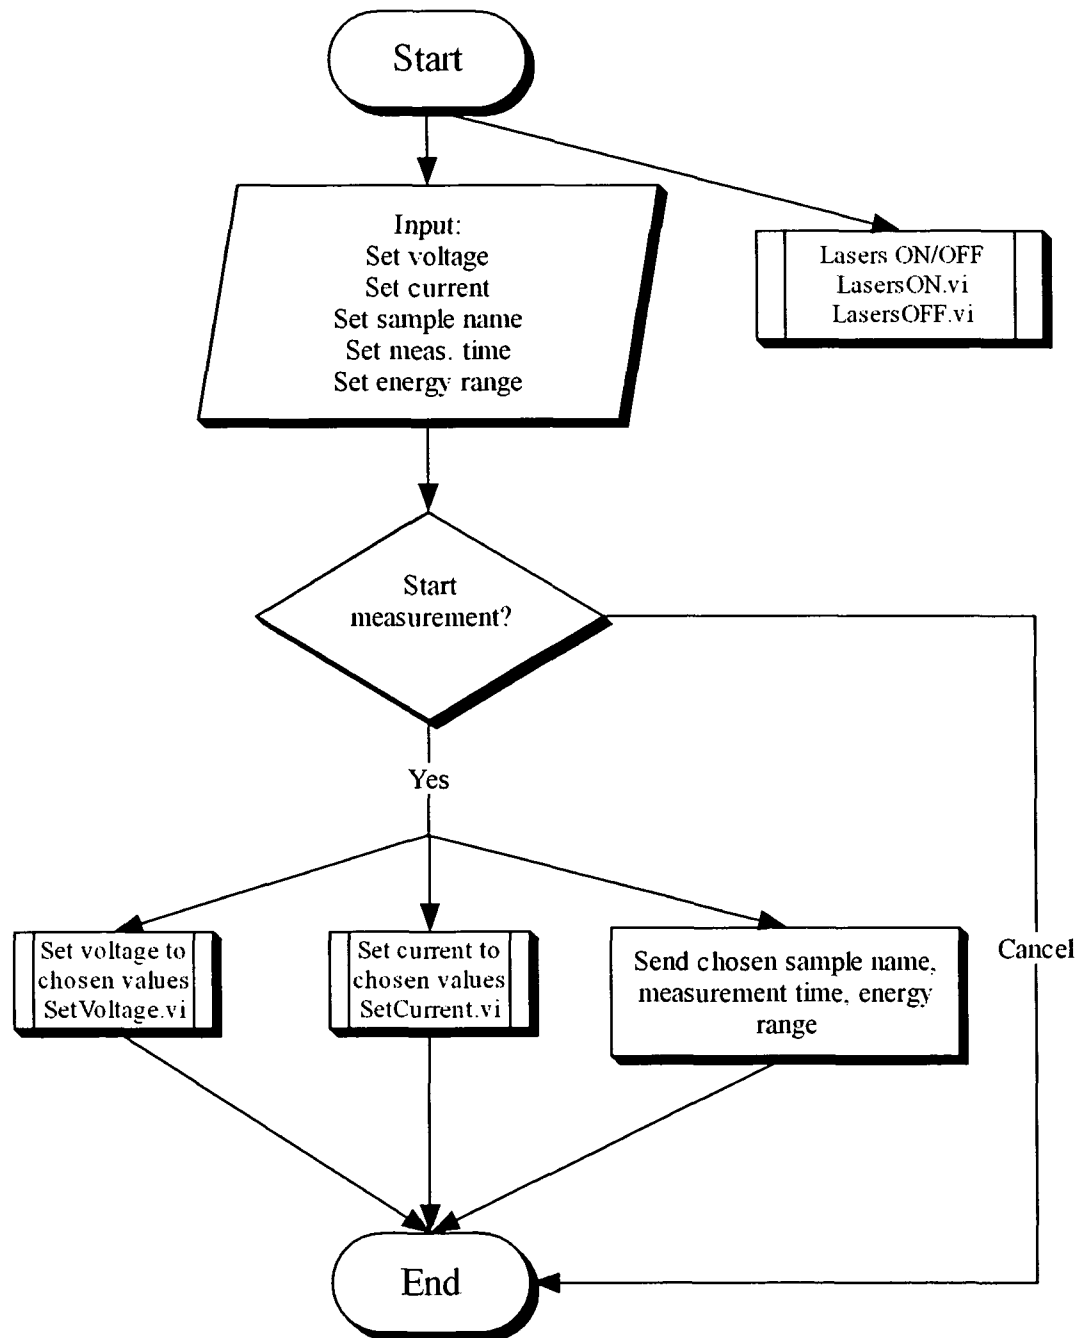 Start
Input:
Set voltage
Set current
Set sample name
Set meas. time
Set energy range
Lasers ON/OFF
LasersON.vi
LasersOFF.vi
Start
measurement?
Yes
Cancel
Set voltage to
chosen values
SetVoltage.vi
Set current to
chosen values
SetCurrent.vi
Send chosen sample name,
measurement time, energy
range
End